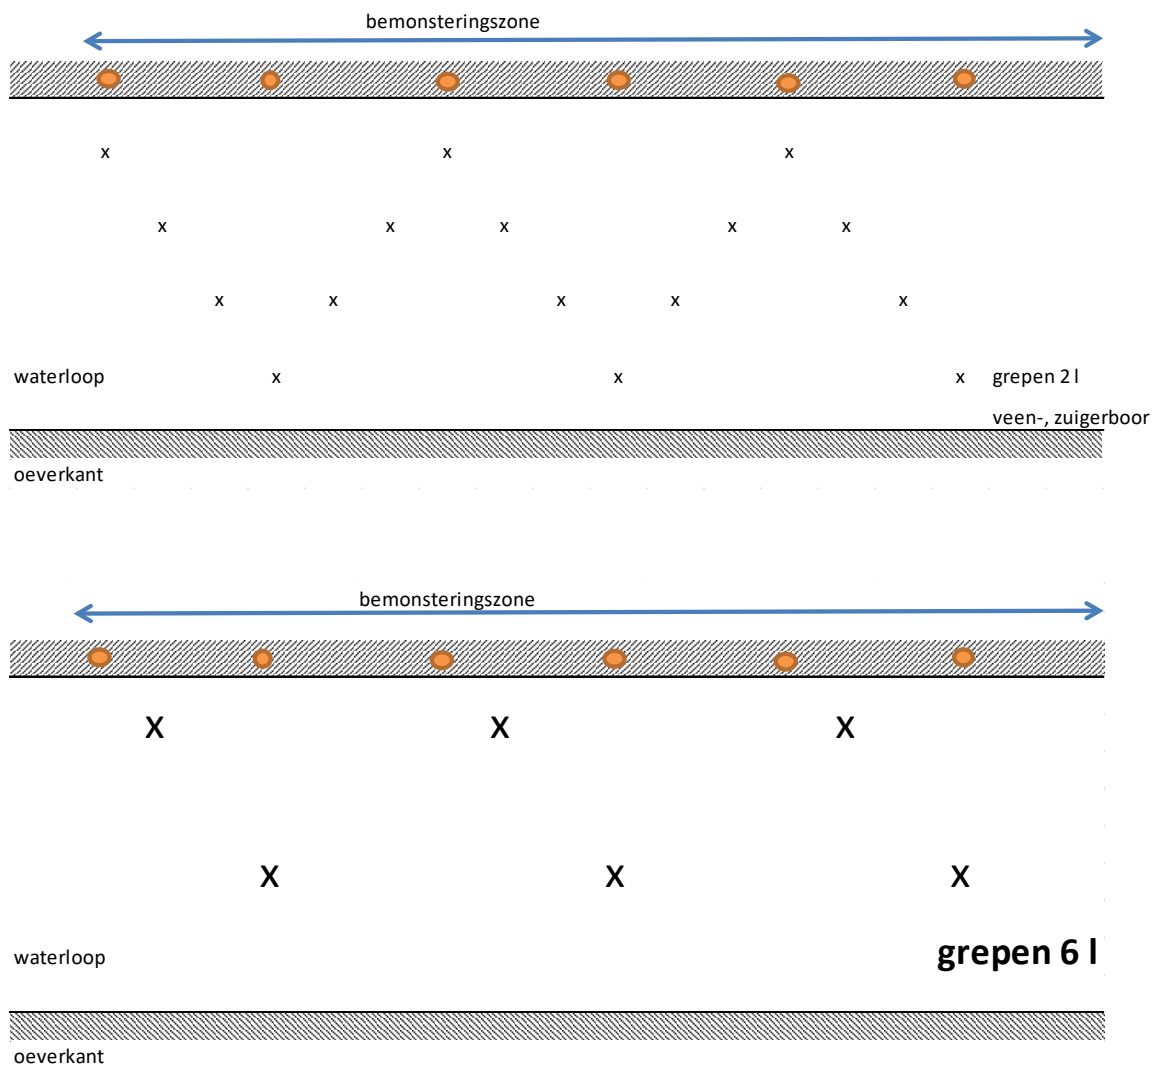 bemonsteringszone
x x x
x x x x x
x x x x x
waterloop x x x grepen 2 l
veen-, zuigerboor
oeverkant
bemonsteringszone
X X X
X X X
waterloop grepen 6 l
oeverkant